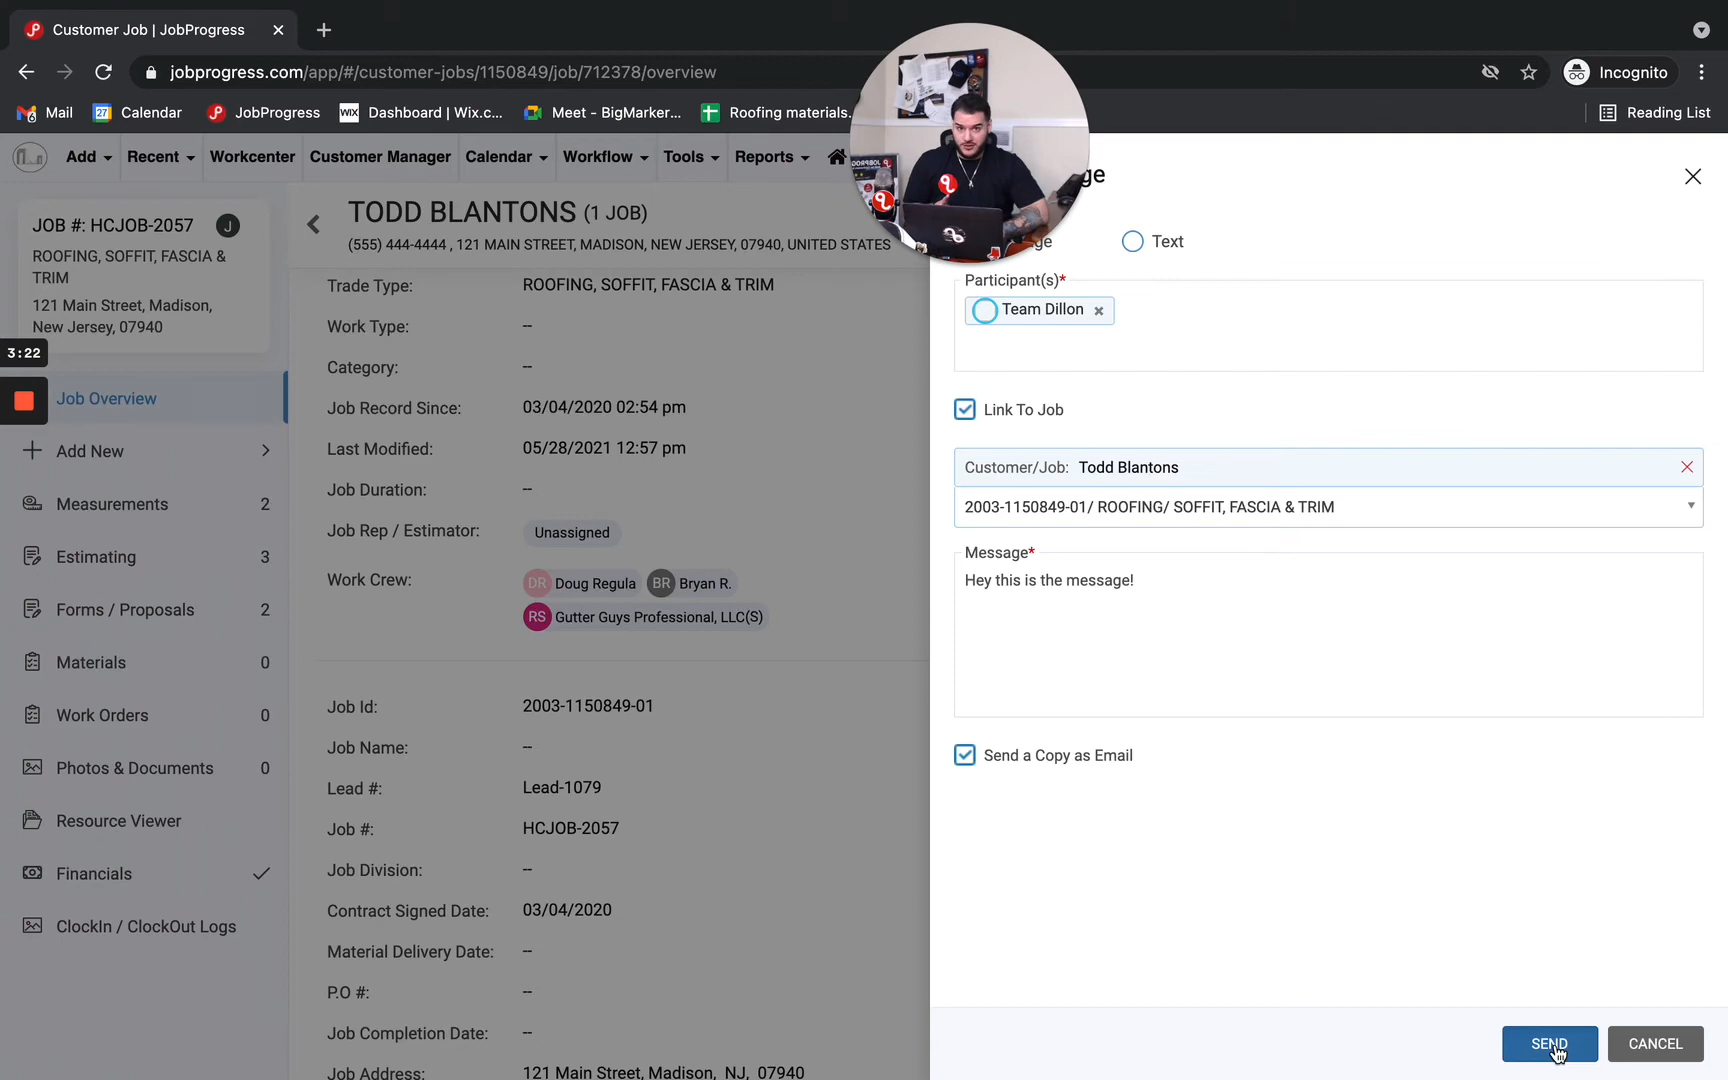 Customer Job | JobProgress
jobprogress.com/app/#/customer-jobs/1150849/job/712378/overview
Incognito
Mail
27
Calendar
JobProgress
WIX
Dashboard | Wix.c...
Meet - BigMarker...
Roofing materials.
Reading List
Add
Recent
Workcenter
Customer Manager
Calendar
Workflow
Tools
Reports
JOB #: HCJOB-2057
J
ROOFING, SOFFIT, FASCIA &
TRIM
121 Main Street, Madison,
New Jersey, 07940
3:22
Job Overview
Add New
Measurements 2
Estimating 3
Forms / Proposals 2
Materials 0
Work Orders 0
Photos & Documents 0
Resource Viewer
Financials
ClockIn / ClockOut Logs
TODD BLANTONS (1 JOB)
(555) 444-4444 , 121 MAIN STREET, MADISON, NEW JERSEY, 07940, UNITED STATES
Trade Type: ROOFING, SOFFIT, FASCIA & TRIM
Work Type: --
Category: --
Job Record Since: 03/04/2020 02:54 pm
Last Modified: 05/28/2021 12:57 pm
Job Duration: --
Job Rep / Estimator: Unassigned
Work Crew: DR Doug Regula BR Bryan R.
RS Gutter Guys Professional, LLC(S)
Job Id: 2003-1150849-01
Job Name: --
Lead #: Lead-1079
Job #: HCJOB-2057
Job Division: --
Contract Signed Date: 03/04/2020
Material Delivery Date: --
P.O #: --
Job Completion Date: --
Job Address: 121 Main Street, Madison, NJ, 07940
ge
ge
Text
Participant(s)*
Team Dillon
Link To Job
Customer/Job: Todd Blantons
2003-1150849-01/ ROOFING/ SOFFIT, FASCIA & TRIM
Message*
Hey this is the message!
Send a Copy as Email
SEND
CANCEL